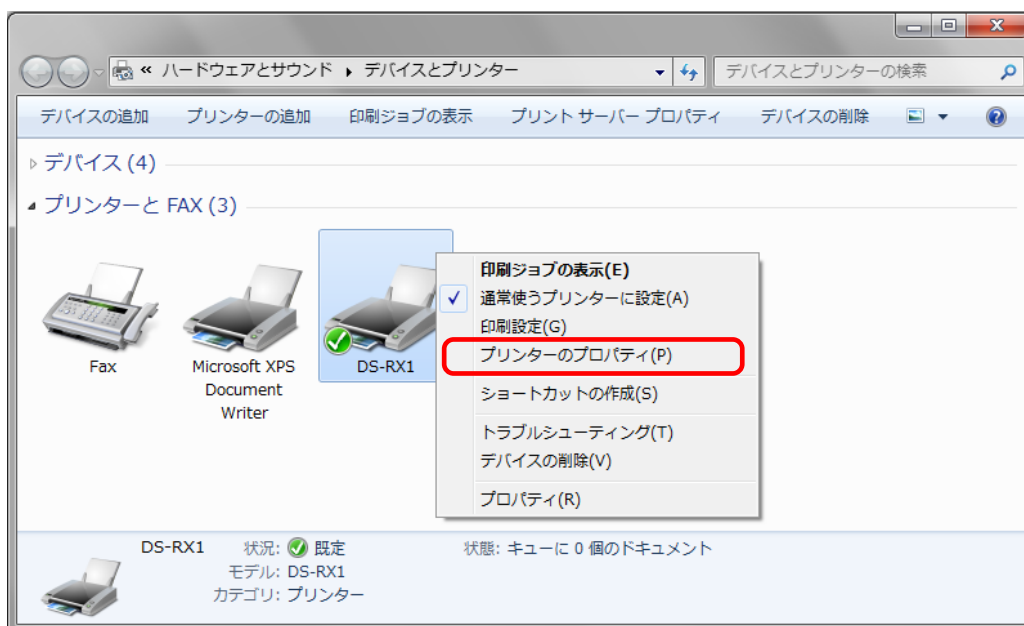 « ハードウェアとサウンド ▸ デバイスとプリンター
デバイスとプリンターの検索
デバイスの追加 プリンターの追加 印刷ジョブの表示 プリント サーバー プロパティ デバイスの削除
デバイス (4)
プリンターと FAX (3)
Fax
Microsoft XPS
Document
Writer
DS-RX1
印刷ジョブの表示(E)
通常使うプリンターに設定(A)
印刷設定(G)
プリンターのプロパティ(P)
ショートカットの作成(S)
トラブルシューティング(T)
デバイスの削除(V)
プロパティ(R)
DS-RX1 状況: 既定 状態: キューに 0 個のドキュメント
モデル: DS-RX1
カテゴリ: プリンター